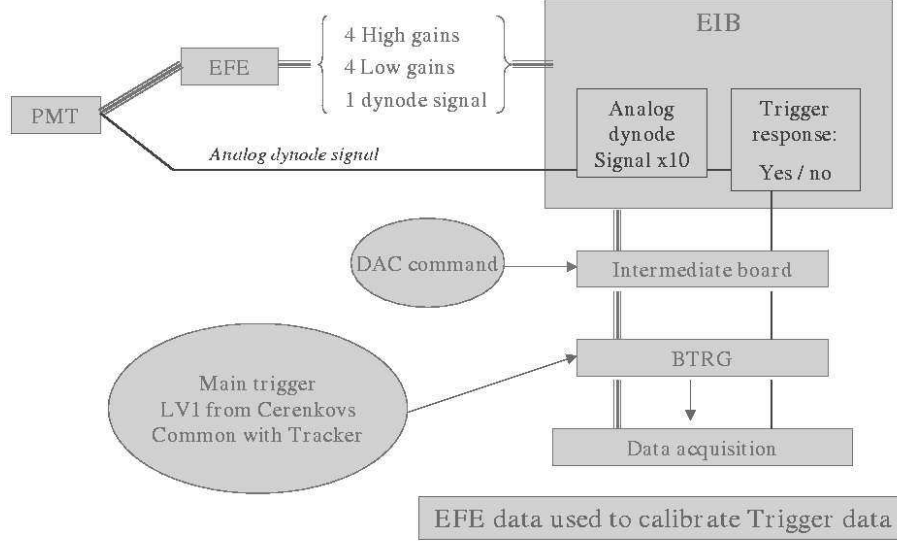 EIB
4 High gains
4 Low gains
1 dynode signal
EFE
PMT
Analog dynode signal
Analog
dynode
Signal x10
Trigger
response:
Yes / no
DAC command
Intermediate board
BTRG
Main trigger
LV1 from Cerenkovs
Common with Tracker
Data acquisition
EFE data used to calibrate Trigger data